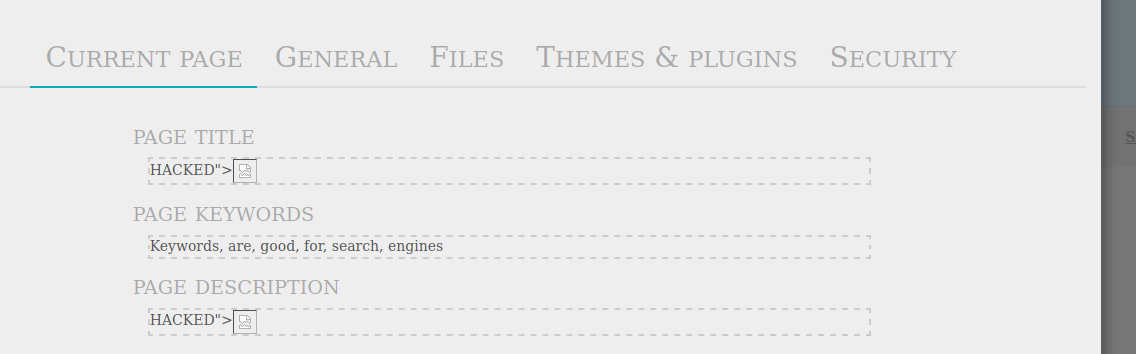 Current page General Files Themes & plugins Security
PAGE TITLE
HACKED">
PAGE KEYWORDS
Keywords, are, good, for, search, engines
PAGE DESCRIPTION
HACKED">